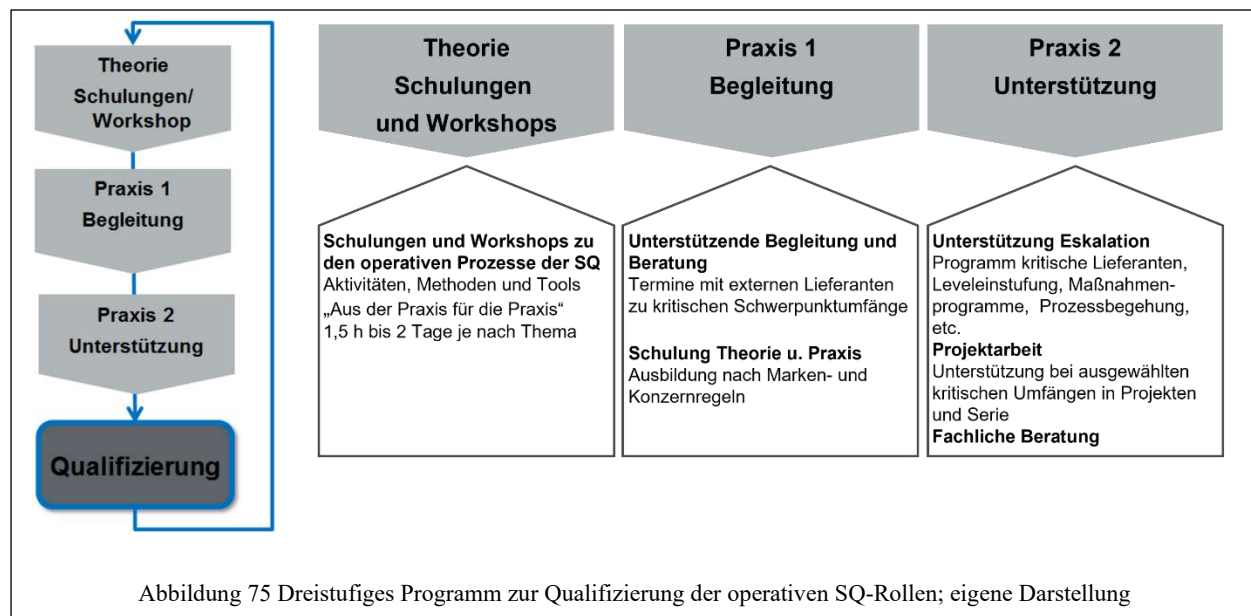 Theorie
Schulungen/
Workshop
Praxis 1
Begleitung
Praxis 2
Unterstützung
Qualifizierung
Theorie
Schulungen
und Workshops
Schulungen und Workshops zu
den operativen Prozesse der SQ
Aktivitäten, Methoden und Tools
„Aus der Praxis für die Praxis“
1,5 h bis 2 Tage je nach Thema
Praxis 1
Begleitung
Unterstützende Begleitung und
Beratung
Termine mit externen Lieferanten
zu kritischen Schwerpunktumfänge
Schulung Theorie u. Praxis
Ausbildung nach Marken- und
Konzernregeln
Praxis 2
Unterstützung
Unterstützung Eskalation
Programm kritische Lieferanten,
Leveleinstufung, Maßnahmen-
programme, Prozessbegehung,
etc.
Projektarbeit
Unterstützung bei ausgewählten
kritischen Umfängen in Projekten
und Serie
Fachliche Beratung
Abbildung 75 Dreistufiges Programm zur Qualifizierung der operativen SQ-Rollen; eigene Darstellung